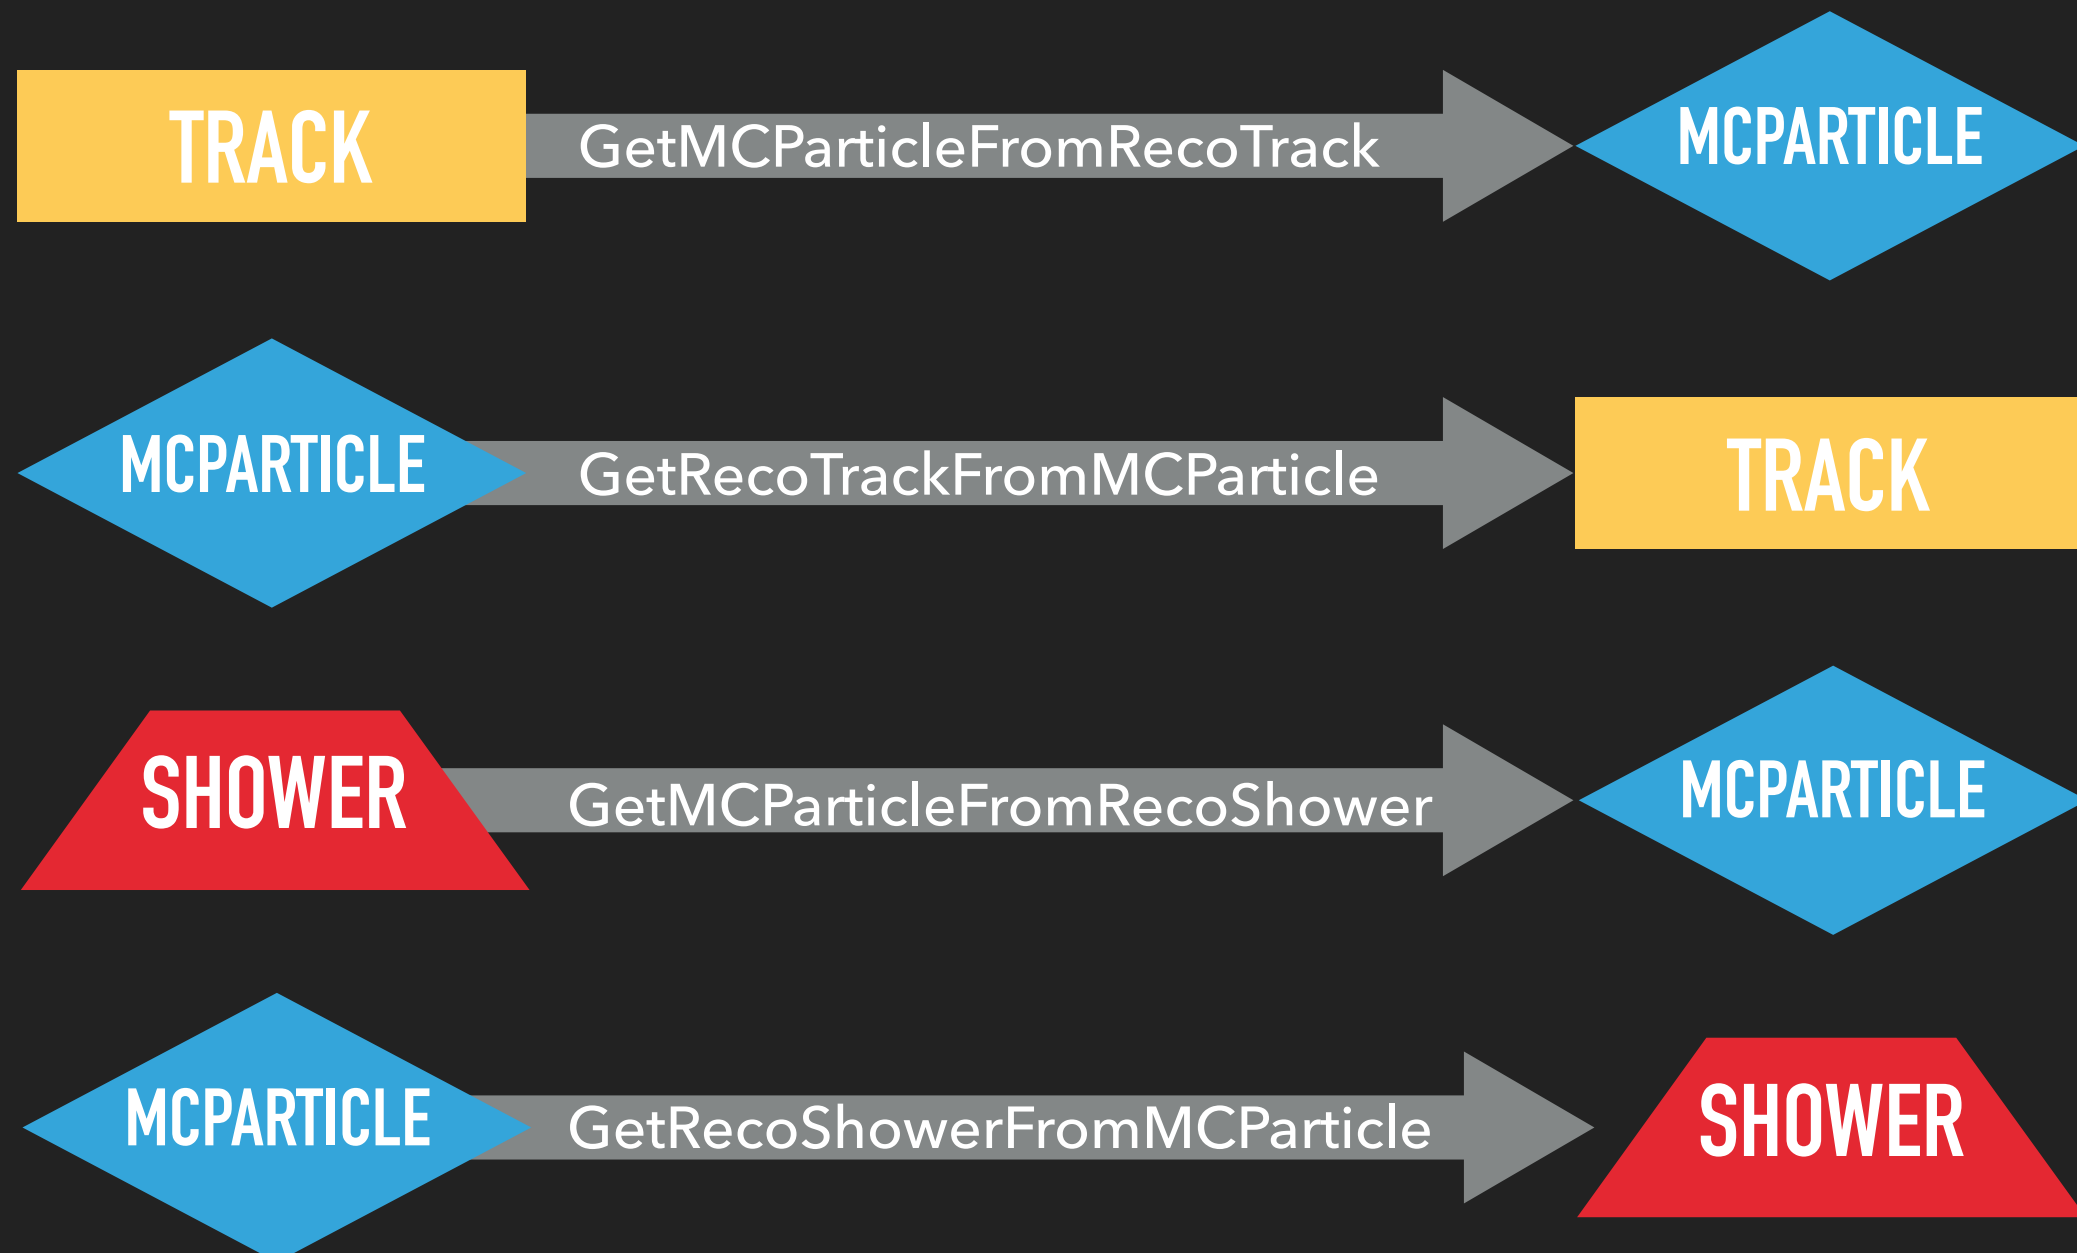 TRACK
GetMCParticleFromRecoTrack
MCPARTICLE
MCPARTICLE
GetRecoTrackFromMCParticle
TRACK
SHOWER
GetMCParticleFromRecoShower
MCPARTICLE
MCPARTICLE
GetRecoShowerFromMCParticle
SHOWER